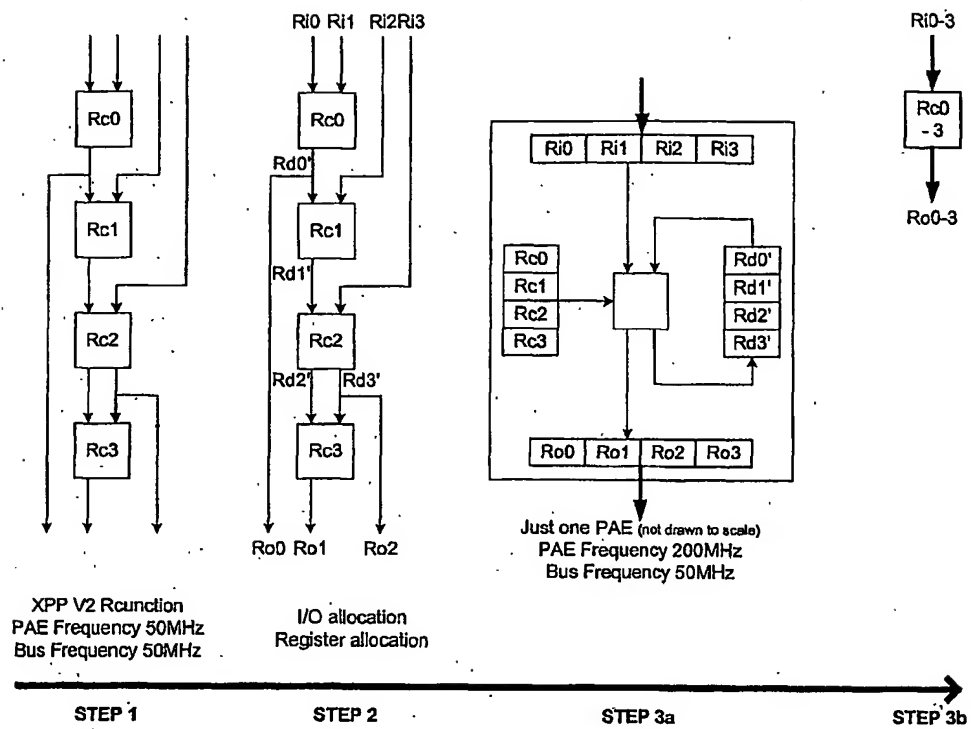 Rc0
Rc1
Rc2
Rc3
XPP V2 Rcunction
PAE Frequency 50MHz
Bus Frequency 50MHz
Ri0 Ri1 Ri2 Ri3
Rc0
Rd0'
Rc1
Rd1'
Rc2
Rd2' Rd3'
Rc3
Ro0 Ro1 Ro2
I/O allocation
Register allocation
Ri0 Ri1 Ri2 Ri3
Rc0
Rc1
Rc2
Rc3
Rd0'
Rd1'
Rd2'
Rd3'
Ro0 Ro1 Ro2 Ro3
Just one PAE (not drawn to scale)
PAE Frequency 200MHz
Bus Frequency 50MHz
Ri0-3
Rc0
- 3
Ro0-3
STEP 1 STEP 2 STEP 3a STEP 3b